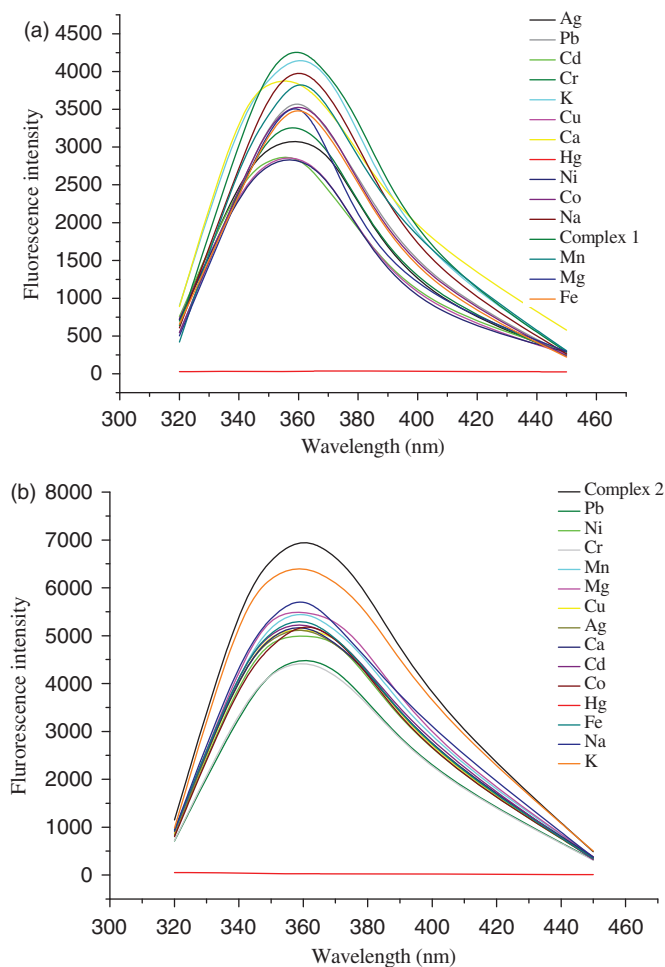 (a)
4500
4000
3500
3000
2500
2000
1500
1000
500
0
Fluorescence intensity
300 320 340 360 380 400 420 440 460
Wavelength (nm)
Ag
Pb
Cd
Cr
K
Cu
Ca
Hg
Ni
Co
Na
Complex 1
Mn
Mg
Fe
(b)
8000
7000
6000
5000
4000
3000
2000
1000
0
Flurorescence intensity
300 320 340 360 380 400 420 440 460
Wavelength (nm)
Complex 2
Pb
Ni
Cr
Mn
Mg
Cu
Ag
Ca
Cd
Co
Hg
Fe
Na
K